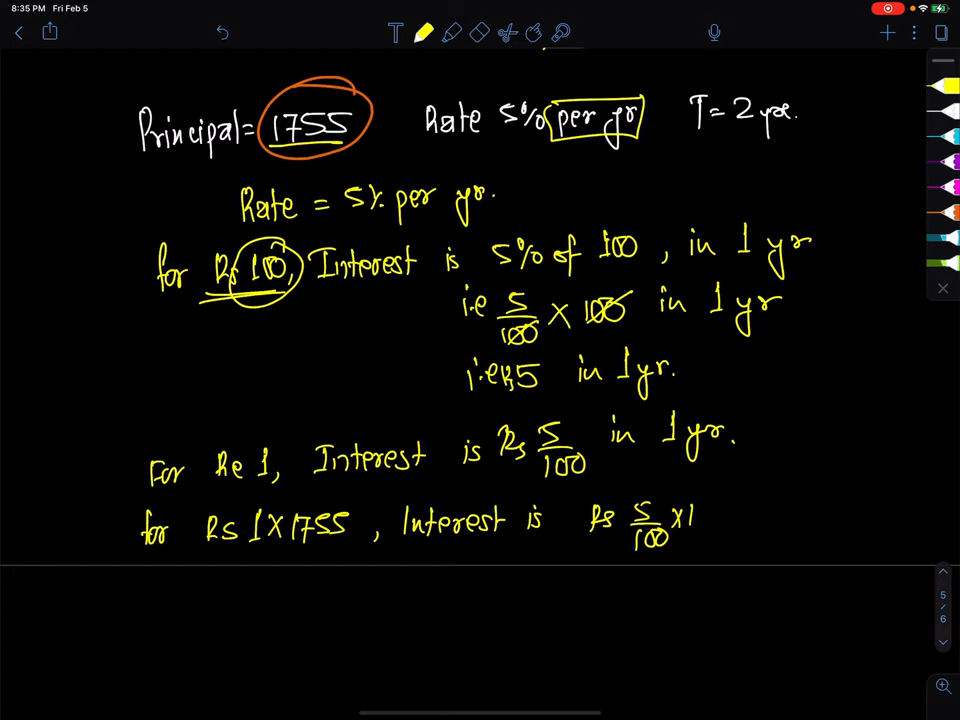 8:35 PM Fri Feb 5
T
Principal = 1755 Rate 5% per yr T = 2 yrs.
Rate = 5% per yr.
for Rs 100, Interest is 5% of 100, in 1 yr
i.e 5/100 X 100 in 1 yr
i.e Rs 5 in 1 yr.
For Re 1, Interest is Rs 5/100 in 1 yr.
for Rs 1 X 1755, Interest is Rs 5/100 x 1
5
/
6